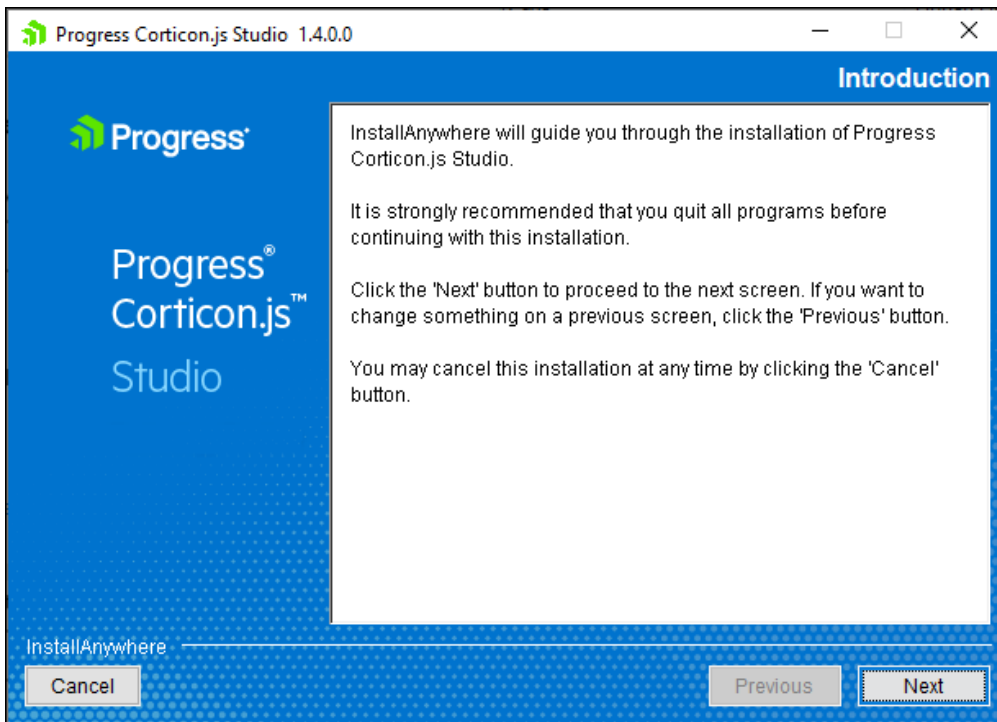 Progress Corticon.js Studio 1.4.0.0
Introduction
Progress
Progress®
Corticon.js™
Studio
InstallAnywhere will guide you through the installation of Progress
Corticon.js Studio.
It is strongly recommended that you quit all programs before
continuing with this installation.
Click the 'Next' button to proceed to the next screen. If you want to
change something on a previous screen, click the 'Previous' button.
You may cancel this installation at any time by clicking the 'Cancel'
button.
InstallAnywhere
Cancel
Previous
Next